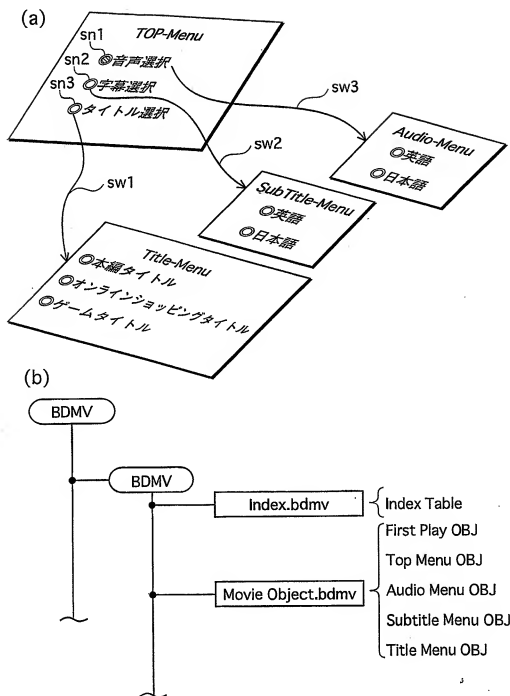 (a)
TOP-Menu
sn1
音声選択
sn2
字幕選択
sn3
タイトル選択
sw3
sw2
sw1
Audio-Menu
英語
日本語
SubTitle-Menu
英語
日本語
Title-Menu
本編タイトル
オンラインショッピングタイトル
ゲームタイトル
(b)
BDMV
BDMV
Index.bdmv
Index Table
First Play OBJ
Top Menu OBJ
Movie Object.bdmv
Audio Menu OBJ
Subtitle Menu OBJ
Title Menu OBJ